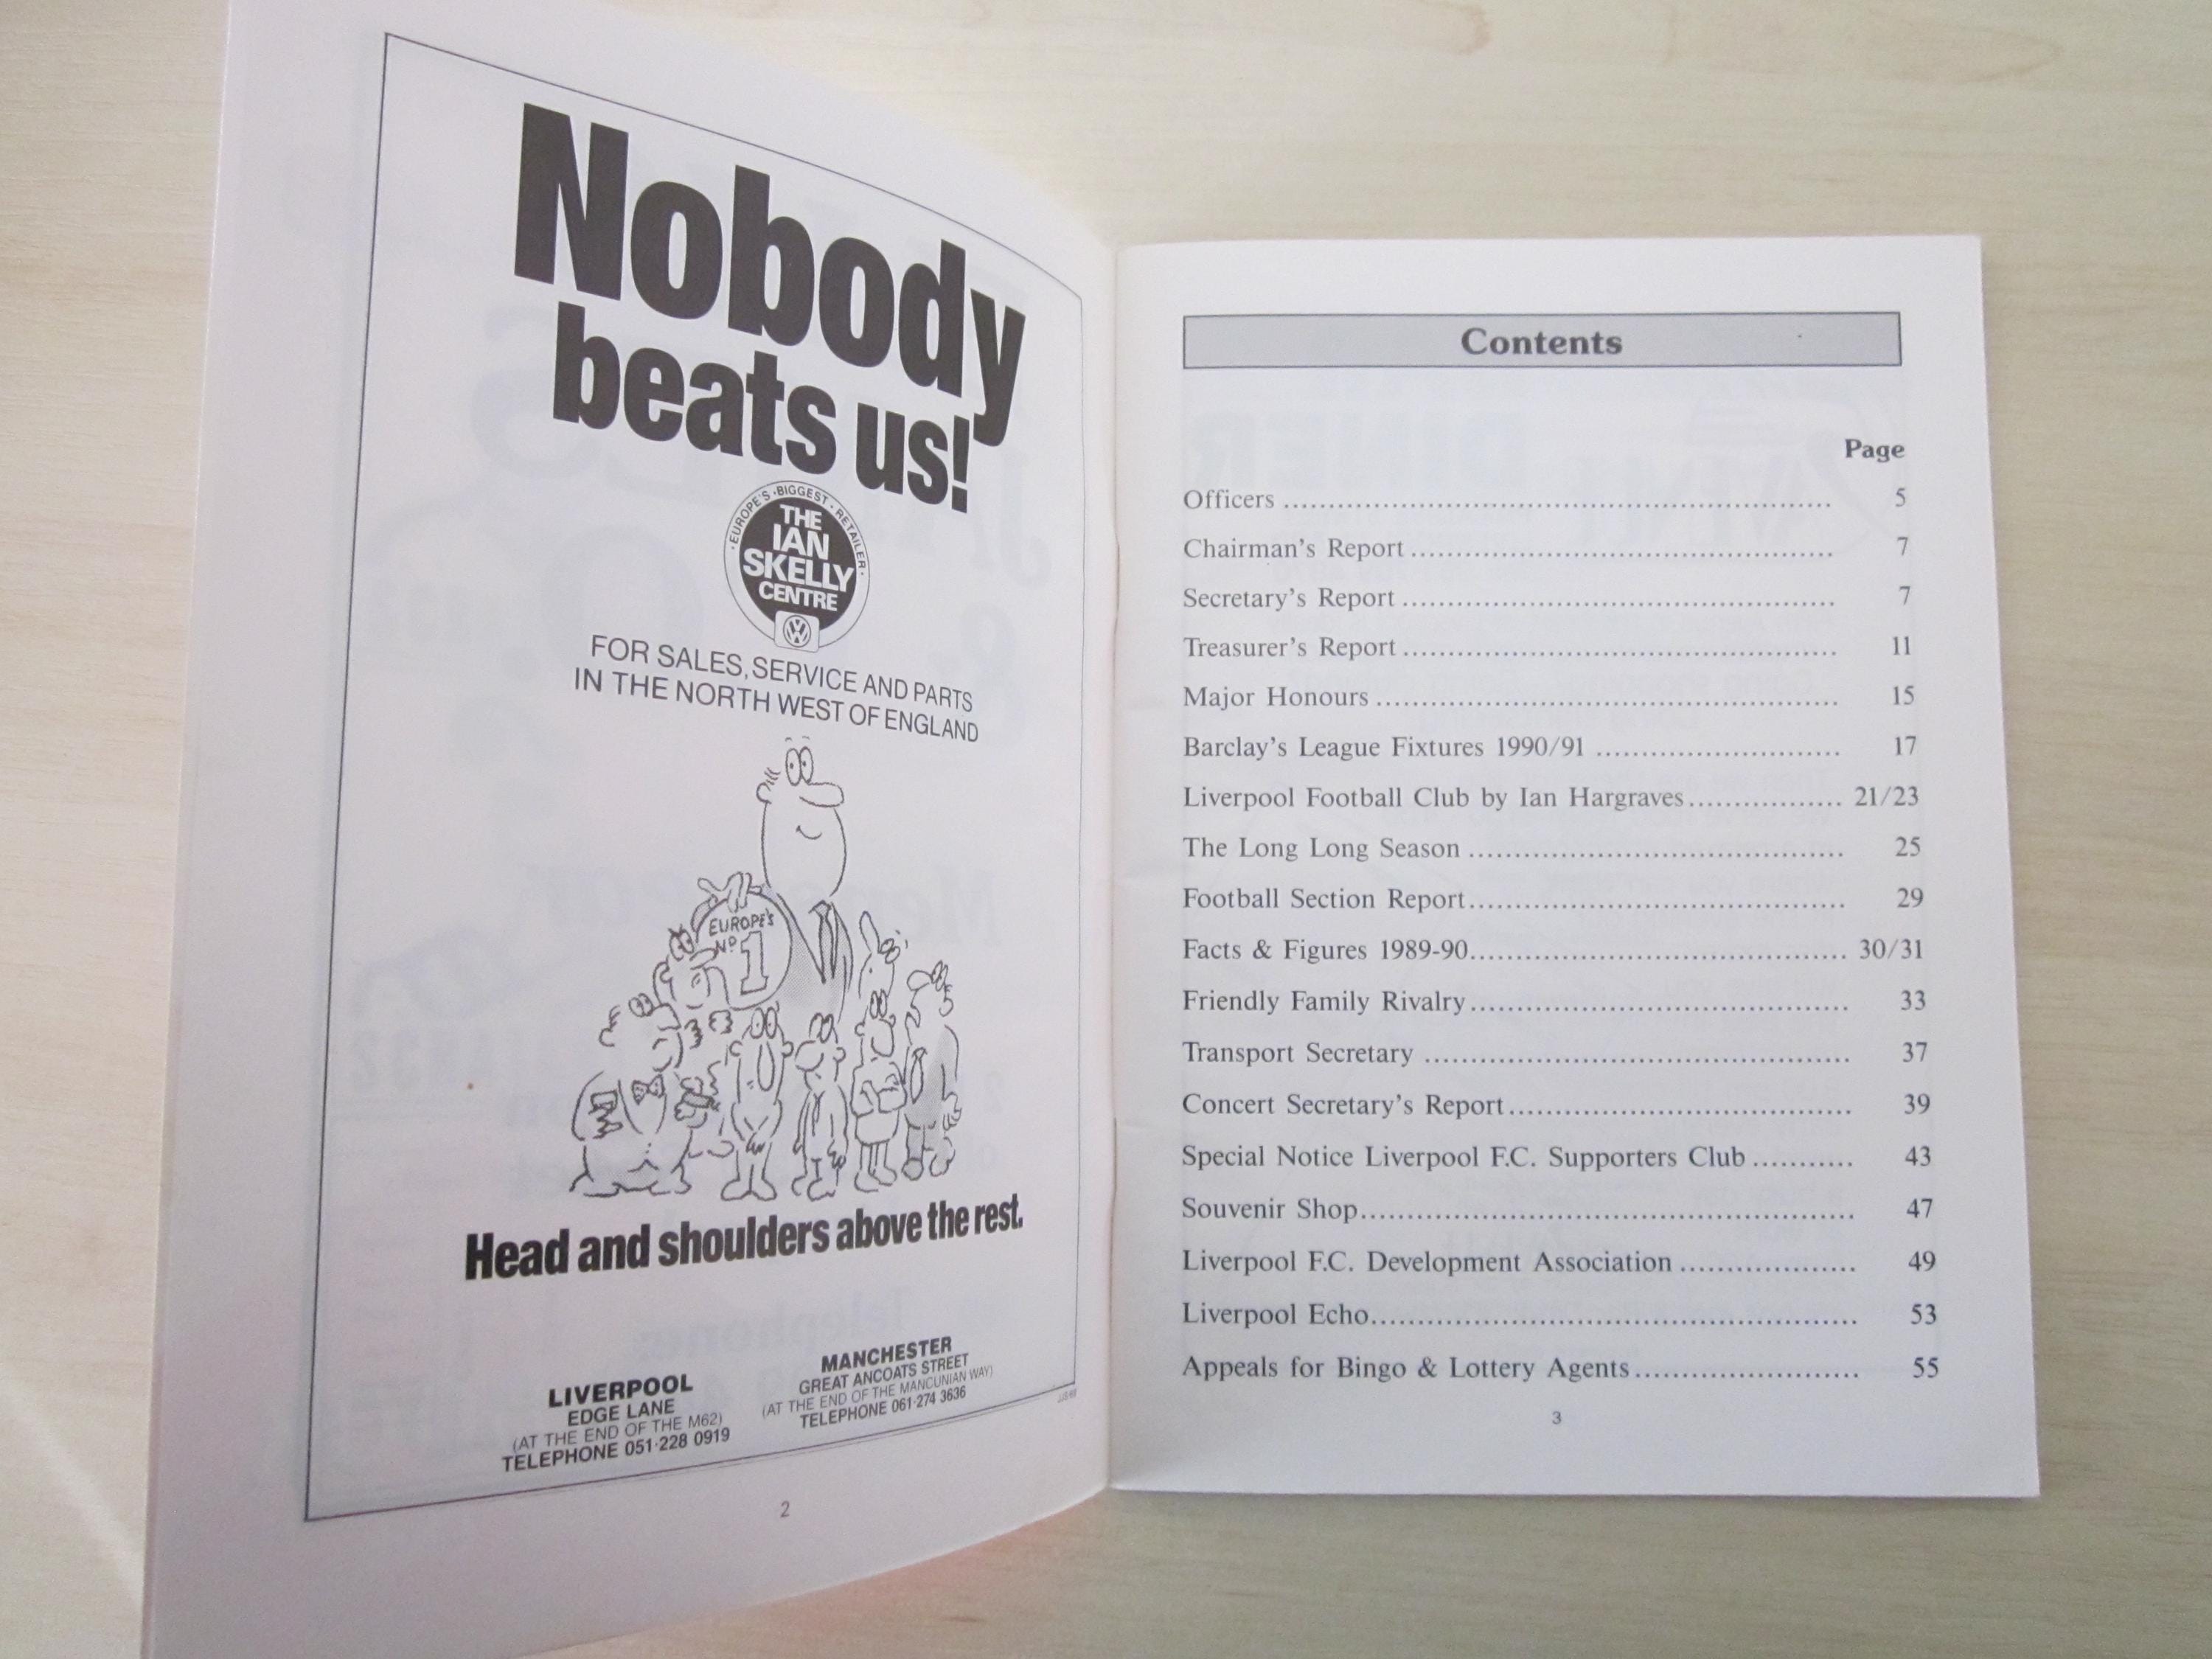 Nobody
beats us!
·EUROPE'S·BIGGEST·RETAILER·
THE
IAN
SKELLY
CENTRE
FOR SALES, SERVICE AND PARTS
IN THE NORTH WEST OF ENGLAND
EUROPE'S
Nº
1
Head and shoulders above the rest.
LIVERPOOL
EDGE LANE
(AT THE END OF THE M62)
TELEPHONE 051·228 0919
MANCHESTER
GREAT ANCOATS STREET
(AT THE END OF THE MANCUNIAN WAY)
TELEPHONE 061·274 3636
2
Contents
Page
Officers ............................................................ 5
Chairman's Report .............................................. 7
Secretary's Report ............................................... 7
Treasurer's Report ............................................... 11
Major Honours .................................................. 15
Barclay's League Fixtures 1990/91 ........................... 17
Liverpool Football Club by Ian Hargraves................. 21/23
The Long Long Season ......................................... 25
Football Section Report......................................... 29
Facts & Figures 1989-90......................................... 30/31
Friendly Family Rivalry......................................... 33
Transport Secretary .............................................. 37
Concert Secretary's Report..................................... 39
Special Notice Liverpool F.C. Supporters Club ........... 43
Souvenir Shop..................................................... 47
Liverpool F.C. Development Association ................... 49
Liverpool Echo.................................................... 53
Appeals for Bingo & Lottery Agents......................... 55
3